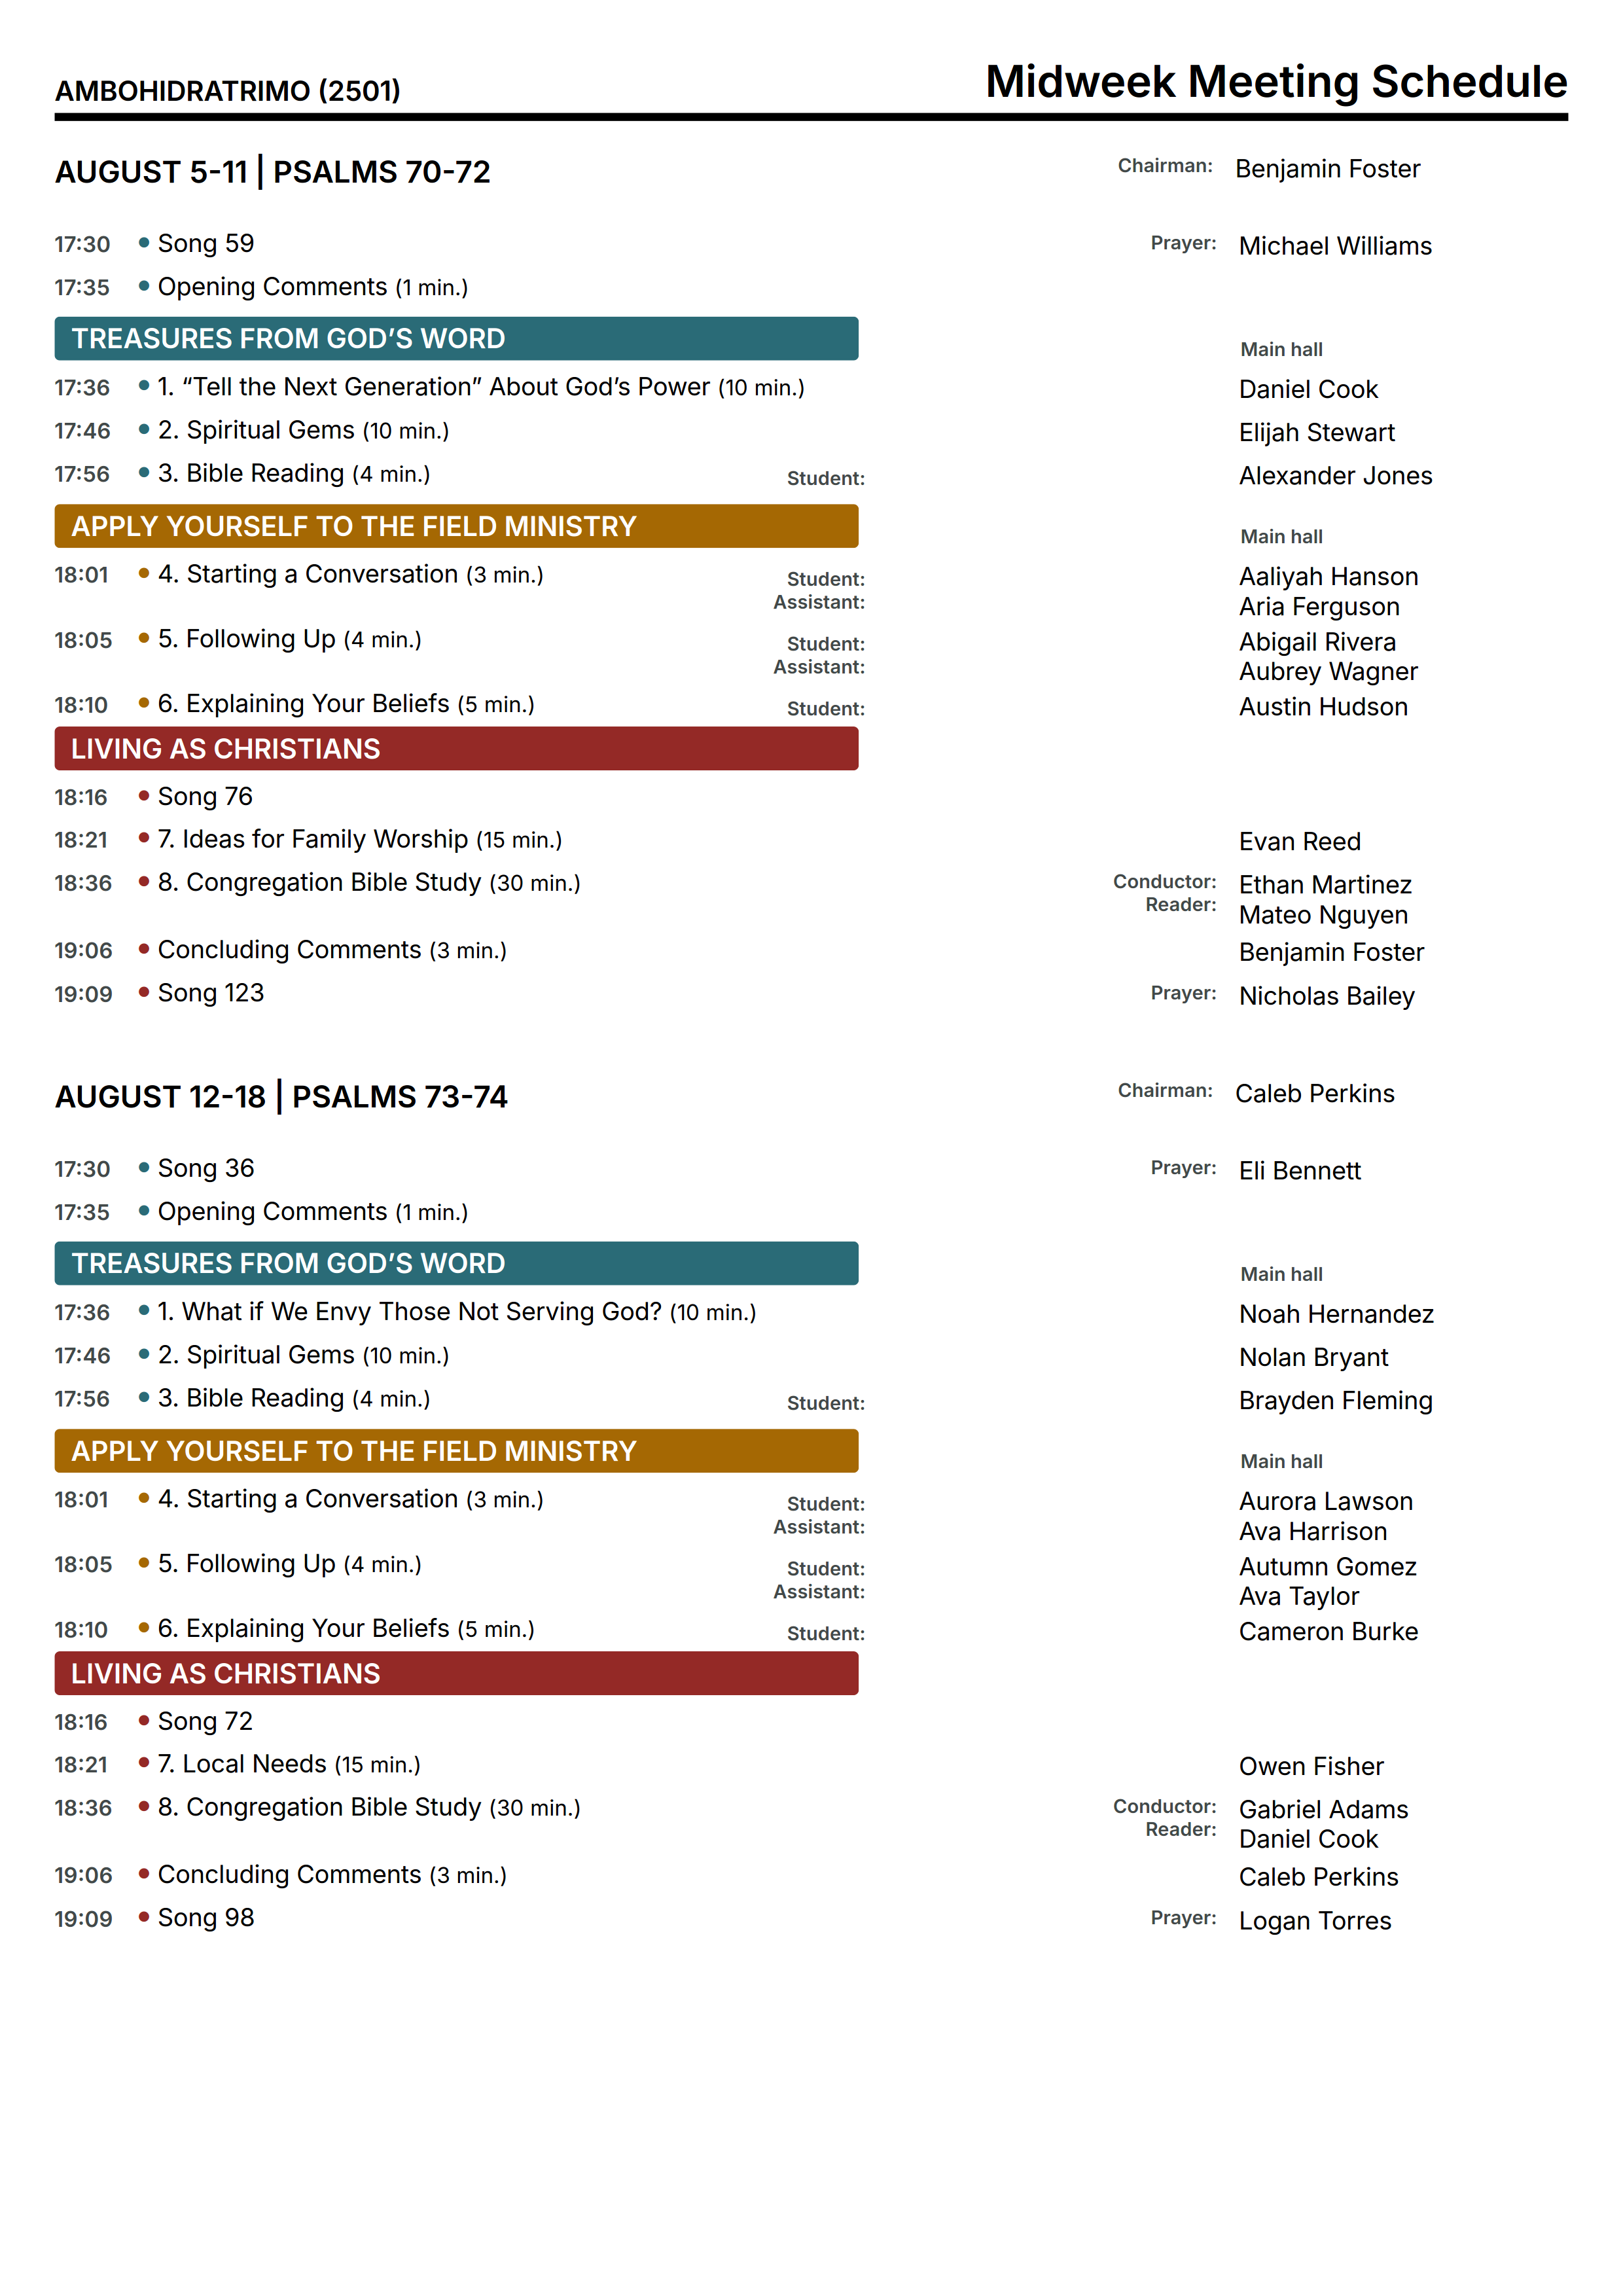 AMBOHIDRATRIMO (2501) Midweek Meeting Schedule
AUGUST 5-11 | PSALMS 70-72 Chairman: Benjamin Foster
17:30 • Song 59 Prayer: Michael Williams
17:35 • Opening Comments (1 min.)
TREASURES FROM GOD’S WORD Main hall
17:36 • 1. “Tell the Next Generation” About God’s Power (10 min.) Daniel Cook
17:46 • 2. Spiritual Gems (10 min.) Elijah Stewart
17:56 • 3. Bible Reading (4 min.) Student: Alexander Jones
APPLY YOURSELF TO THE FIELD MINISTRY Main hall
18:01 • 4. Starting a Conversation (3 min.) Student: Aaliyah Hanson
Assistant: Aria Ferguson
18:05 • 5. Following Up (4 min.) Student: Abigail Rivera
Assistant: Aubrey Wagner
18:10 • 6. Explaining Your Beliefs (5 min.) Student: Austin Hudson
LIVING AS CHRISTIANS
18:16 • Song 76
18:21 • 7. Ideas for Family Worship (15 min.) Evan Reed
18:36 • 8. Congregation Bible Study (30 min.) Conductor: Ethan Martinez
Reader: Mateo Nguyen
19:06 • Concluding Comments (3 min.) Benjamin Foster
19:09 • Song 123 Prayer: Nicholas Bailey
AUGUST 12-18 | PSALMS 73-74 Chairman: Caleb Perkins
17:30 • Song 36 Prayer: Eli Bennett
17:35 • Opening Comments (1 min.)
TREASURES FROM GOD’S WORD Main hall
17:36 • 1. What if We Envy Those Not Serving God? (10 min.) Noah Hernandez
17:46 • 2. Spiritual Gems (10 min.) Nolan Bryant
17:56 • 3. Bible Reading (4 min.) Student: Brayden Fleming
APPLY YOURSELF TO THE FIELD MINISTRY Main hall
18:01 • 4. Starting a Conversation (3 min.) Student: Aurora Lawson
Assistant: Ava Harrison
18:05 • 5. Following Up (4 min.) Student: Autumn Gomez
Assistant: Ava Taylor
18:10 • 6. Explaining Your Beliefs (5 min.) Student: Cameron Burke
LIVING AS CHRISTIANS
18:16 • Song 72
18:21 • 7. Local Needs (15 min.) Owen Fisher
18:36 • 8. Congregation Bible Study (30 min.) Conductor: Gabriel Adams
Reader: Daniel Cook
19:06 • Concluding Comments (3 min.) Caleb Perkins
19:09 • Song 98 Prayer: Logan Torres